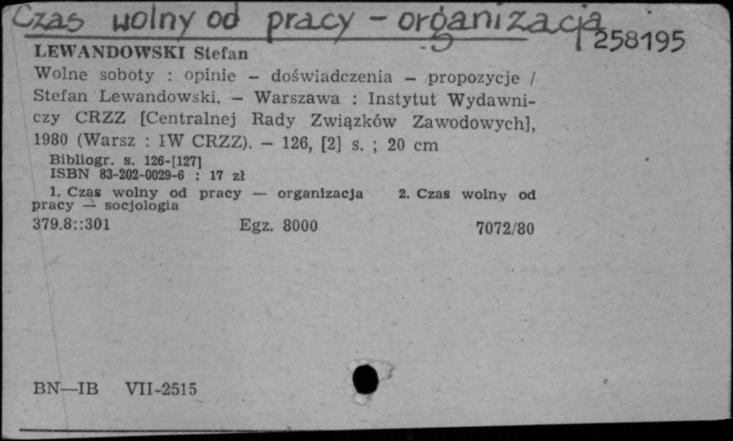 Czas wolny od pracy - organizacja
258195
LEWANDOWSKI Stefan
Wolne soboty : opinie — doświadczenia — propozycje /
Stefan Lewandowski. — Warszawa : Instytut Wydawni-
czy CRZZ [Centralnej Rady Związków Zawodowych],
1980 (Warsz : IW CRZZ). — 126, [2] s. ; 20 cm
Bibliogr. s. 126-[127]
ISBN 83-202-0029-6 : 17 zł
1. Czas wolny od pracy — organizacja 2. Czas wolny od
pracy — socjologia
379.8::301 Egz. 8000 7072/80
BN—IB VII-2515